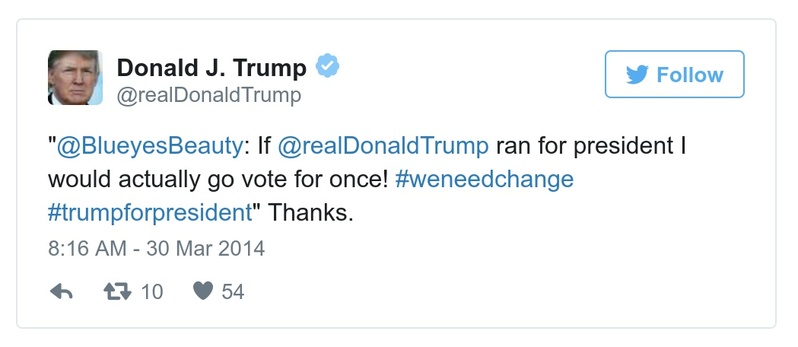 Donald J. Trump
@realDonaldTrump
Follow
"@BlueyesBeauty: If @realDonaldTrump ran for president I
would actually go vote for once! #weneedchange
#trumpforpresident" Thanks.
8:16 AM - 30 Mar 2014
10 54